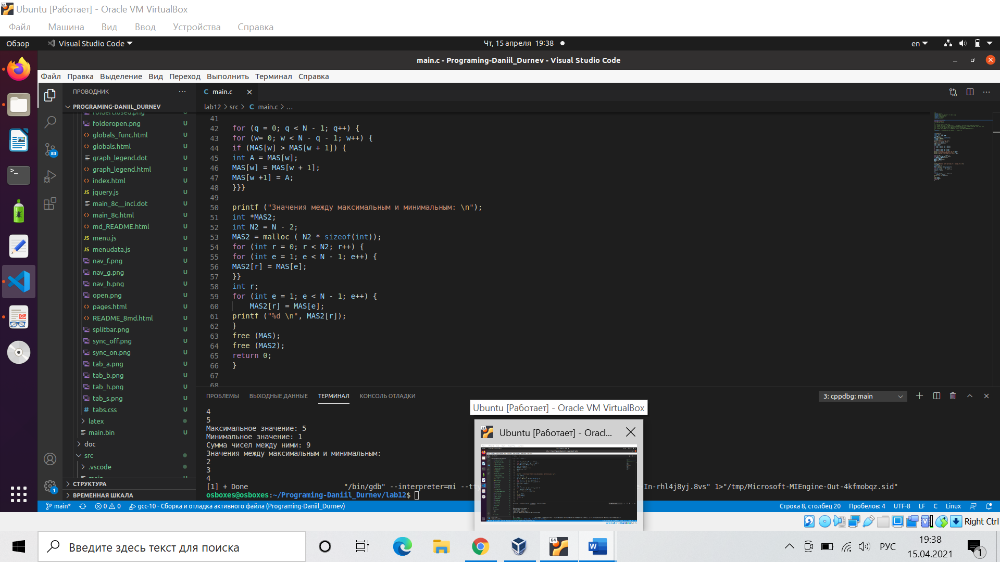 Ubuntu [Работает] - Oracle VM VirtualBox
Файл Машина Вид Ввод Устройства Справка
Обзор Visual Studio Code Чт, 15 апреля 19:38 en
main.c - Programing-Daniil_Durnev - Visual Studio Code
Файл Правка Выделение Вид Переход Выполнить Терминал Справка
ПРОВОДНИК
PROGRAMING-DANIIL_DURNEV
folderclosed.png U
folderopen.png U
globals_func.html U
globals.html U
graph_legend.dot U
graph_legend.html U
index.html U
JS jquery.js U
main_8c__incl.dot U
main_8c.html U
md_README.html U
JS menu.js U
JS menudata.js U
nav_f.png U
nav_g.png U
nav_h.png U
open.png U
pages.html U
README_8md.html U
splitbar.png U
sync_off.png U
sync_on.png U
tab_a.png U
tab_b.png U
tab_h.png U
tab_s.png U
# tabs.css U
latex
main.bin U
doc
src
.vscode
СТРУКТУРА
ВРЕМЕННАЯ ШКАЛА
83
1
C main.c
lab12 > src > C main.c > ...
41
42 for (q = 0; q < N - 1; q++) {
43 for (w= 0; w < N - q - 1; w++) {
44 if (MAS[w] > MAS[w + 1]) {
45 int A = MAS[w];
46 MAS[w] = MAS[w + 1];
47 MAS[w +1] = A;
48 }}}
49
50 printf ("Значения между максимальным и минимальным: \n");
51 int *MAS2;
52 int N2 = N - 2;
53 MAS2 = malloc ( N2 * sizeof(int));
54 for (int r = 0; r < N2; r++) {
55 for (int e = 1; e < N - 1; e++) {
56 MAS2[r] = MAS[e];
57 }}
58 int r;
59 for (int e = 1; e < N - 1; e++) {
60 MAS2[r] = MAS[e];
61 printf ("%d \n", MAS2[r]);
62 }
63 free (MAS);
64 free (MAS2);
65 return 0;
66 }
67
68
ПРОБЛЕМЫ ВЫХОДНЫЕ ДАННЫЕ ТЕРМИНАЛ КОНСОЛЬ ОТЛАДКИ 3: cppdbg: main
4
5
Максимальное значение: 5
Минимальное значение: 1
Сумма чисел между ними: 9
Значения между максимальным и минимальным:
2
3
4
[1] + Done "/bin/gdb" --interpreter=mi --tty e-In-rhl4j8yj.8vs" 1>"/tmp/Microsoft-MIEngine-Out-4kfmobqz.sid"
osboxes@osboxes:~/Programing-Daniil_Durnev/lab12$
Ubuntu [Работает] - Oracle VM VirtualBox
64 Ubuntu [Работает] - Oracl...
main* 0 0 gcc-10 - Сборка и отладка активного файла (Programing-Daniil_Durnev) Строка 8, столбец 20 Пробелов: 4 UTF-8 LF C Linux
Right Ctrl
Введите здесь текст для поиска
64
РУС
19:38
15.04.2021
1